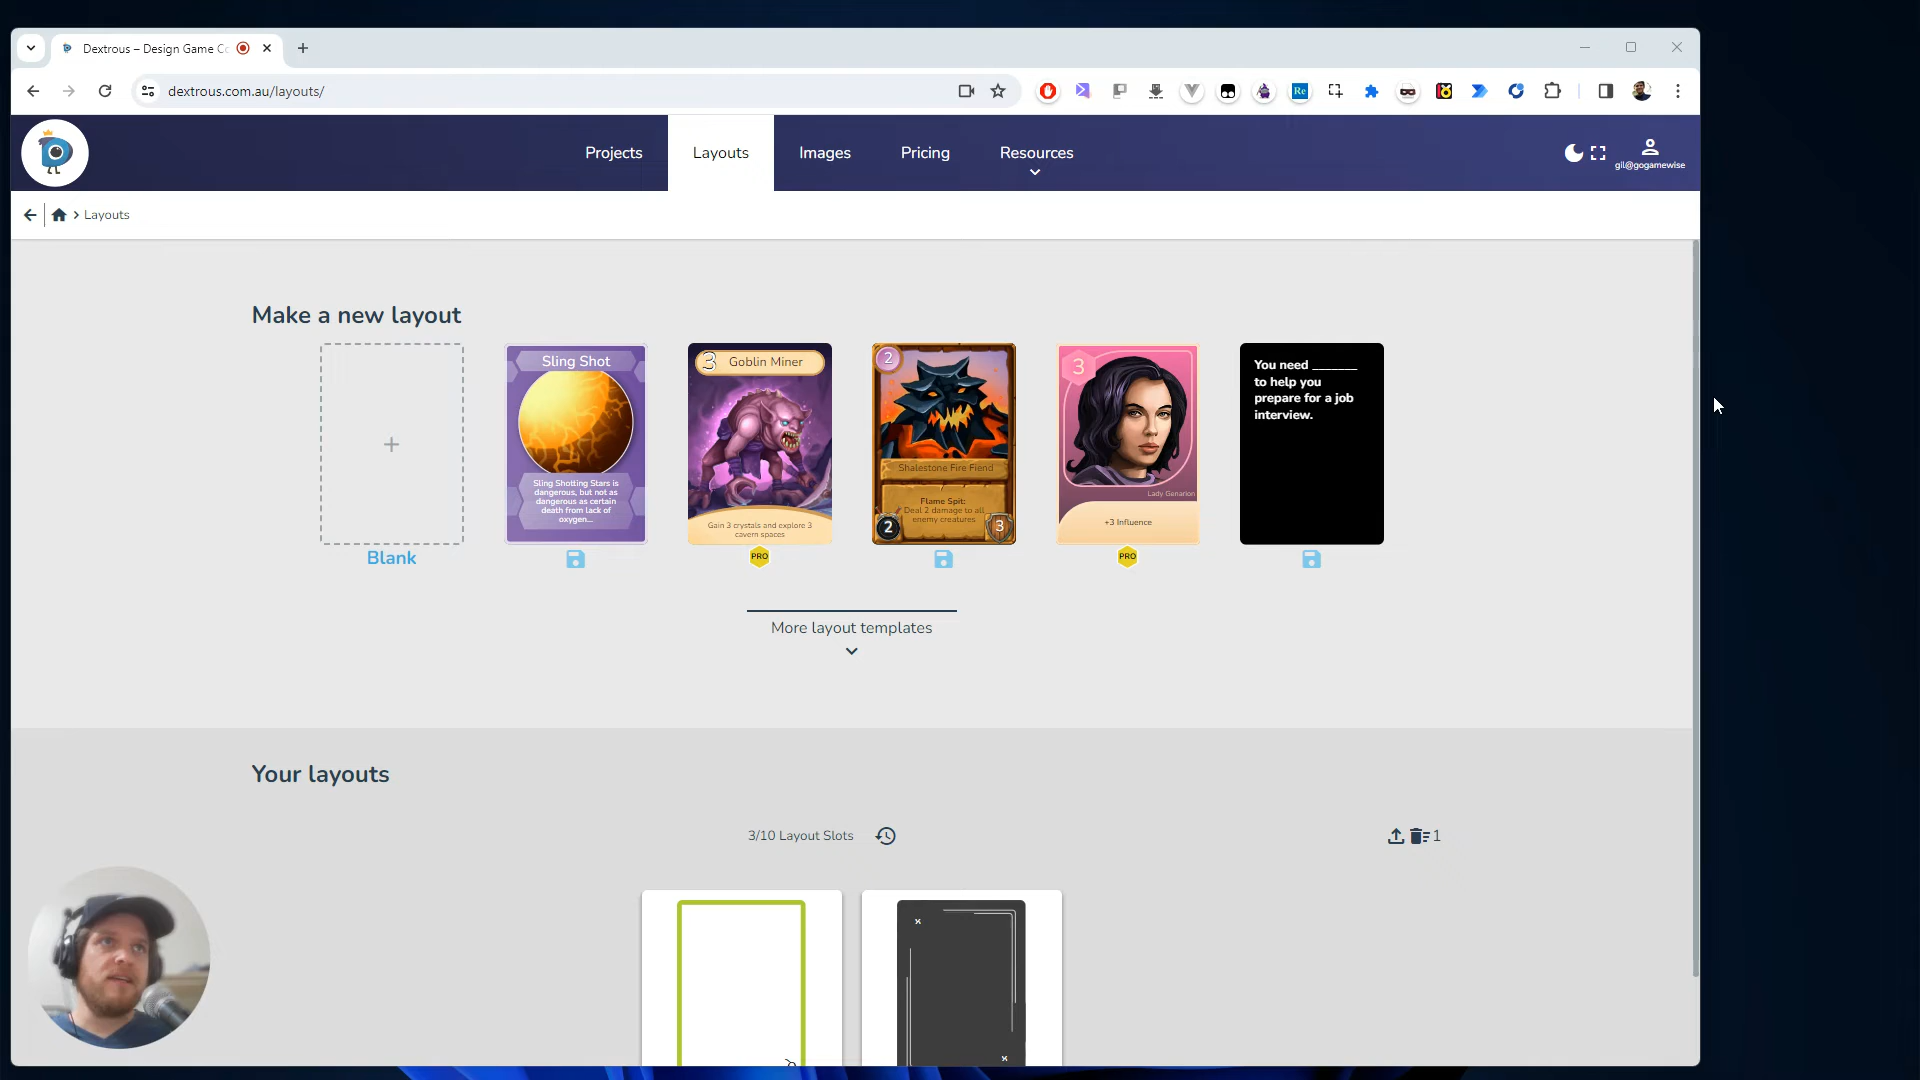 Dextrous – Design Game Co
dextrous.com.au/layouts/
Re
Projects
Layouts
Images
Pricing
Resources
gil@gogamewise
Layouts
Make a new layout
Blank
Sling Shot
Sling Shotting Stars is
dangerous, but not as
dangerous as certain
death from lack of
oxygen...
3
Goblin Miner
Gain 3 crystals and explore 3
cavern spaces
PRO
2
Shalestone Fire Fiend
Flame Spit:
Deal 2 damage to all
enemy creatures
2
3
3
Lady Genarion
+3 Influence
PRO
You need _______
to help you
prepare for a job
interview.
More layout templates
Your layouts
3/10 Layout Slots
1